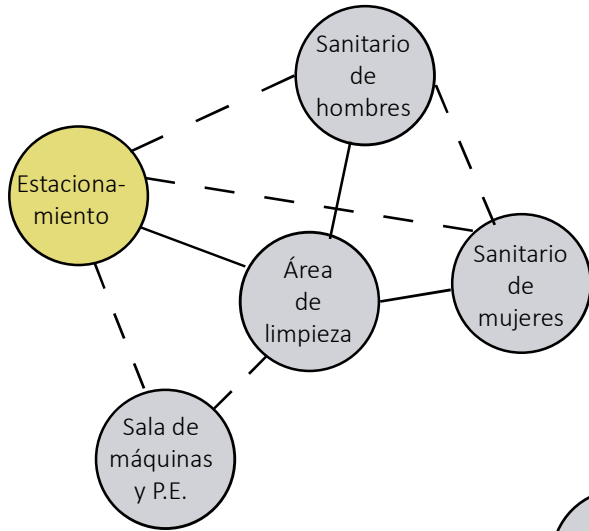 Sanitario
de
hombres
Estaciona-
miento
Área
de
limpieza
Sanitario
de
mujeres
Sala de
máquinas
y P.E.